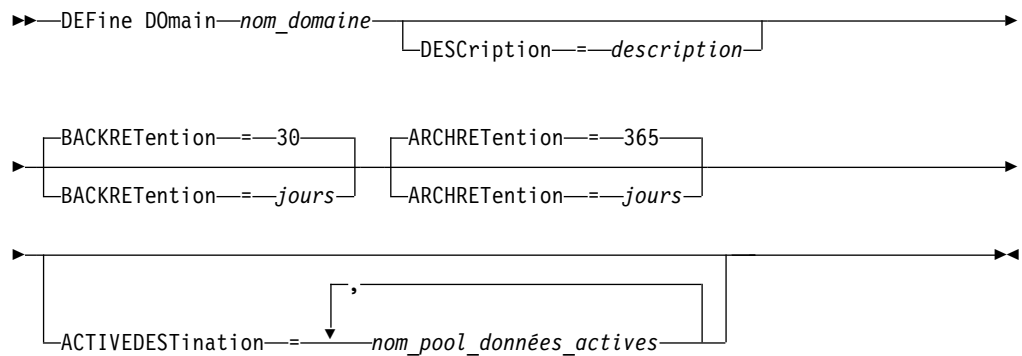 DEFine DOmain nom_domaine
DESCription = description
BACKRETention = 30 ARCHRETention = 365
BACKRETention = jours ARCHRETention = jours
,
ACTIVEDESTination = nom_pool_données_actives